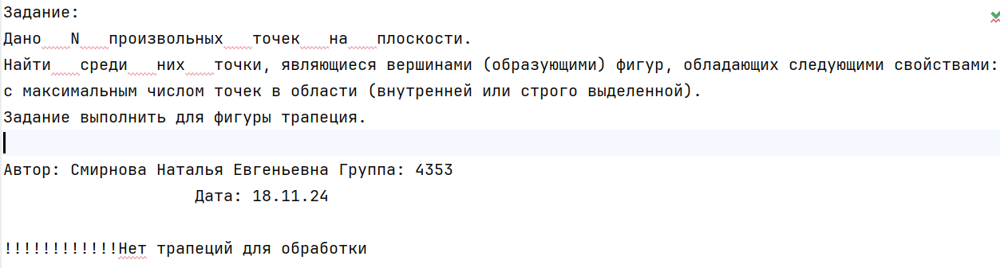 Задание:
Дано   N   произвольных   точек   на   плоскости.
Найти   среди   них   точки, являющиеся вершинами (образующими) фигур, обладающих следующими свойствами:
с максимальным числом точек в области (внутренней или строго выделенной).
Задание выполнить для фигуры трапеция.
Автор: Смирнова Наталья Евгеньевна Группа: 4353
Дата: 18.11.24
!!!!!!!!!!!!Нет трапеций для обработки